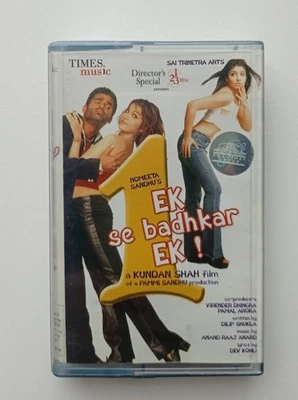 TIMES.
music
Director's
Special
presents
SAI TRINETRA ARTS
NOMEETA
SANDHU'S
1
EK
se badhkar
EK !
a KUNDAN SHAH film
of a PAMMI SANDHU production
co-producers
VIRENDER DHINGRA
PAMAL ARORA
written by
DILIP SHUKLA
music by
ANAND RAAJ ANAND
lyrics by
DEV KOHLI